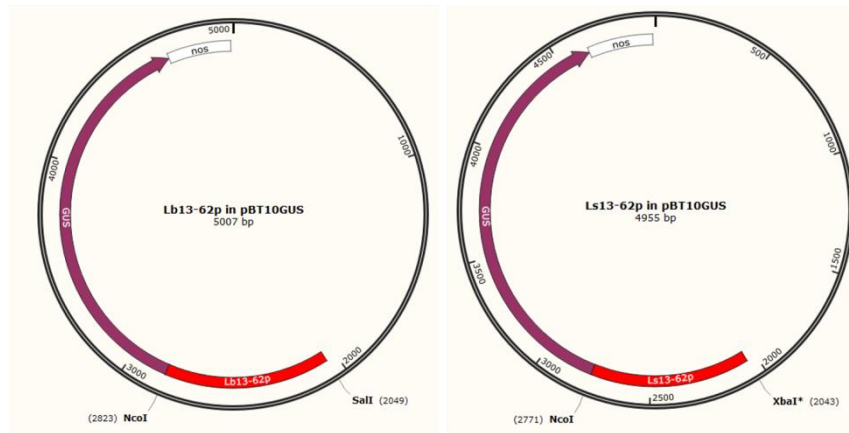 5000
nos
1000
4000
Lb13-62p in pBT10GUS
5007 bp
GUS
Lb13-62p
3000
2000
SalI (2049)
(2823) NcoI
nos
4500
500
4000
1000
Ls13-62p in pBT10GUS
4955 bp
GUS
3500
1500
Ls13-62p
3000
2000
XbaI* (2043)
2500
(2771) NcoI